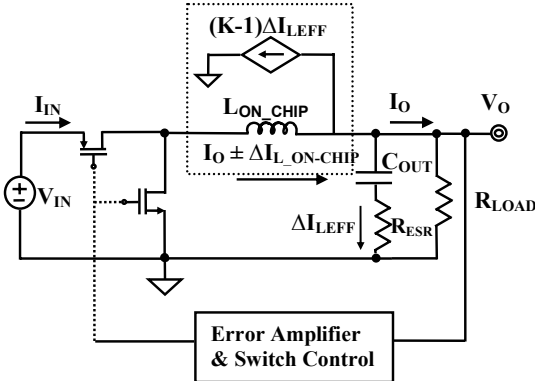 (K-1)ΔI_LEFF
I_IN
L_ON_CHIP
I_O
V_O
I_O ± ΔI_L_ON-CHIP
C_OUT
V_IN
R_LOAD
ΔI_LEFF
R_ESR
Error Amplifier
& Switch Control